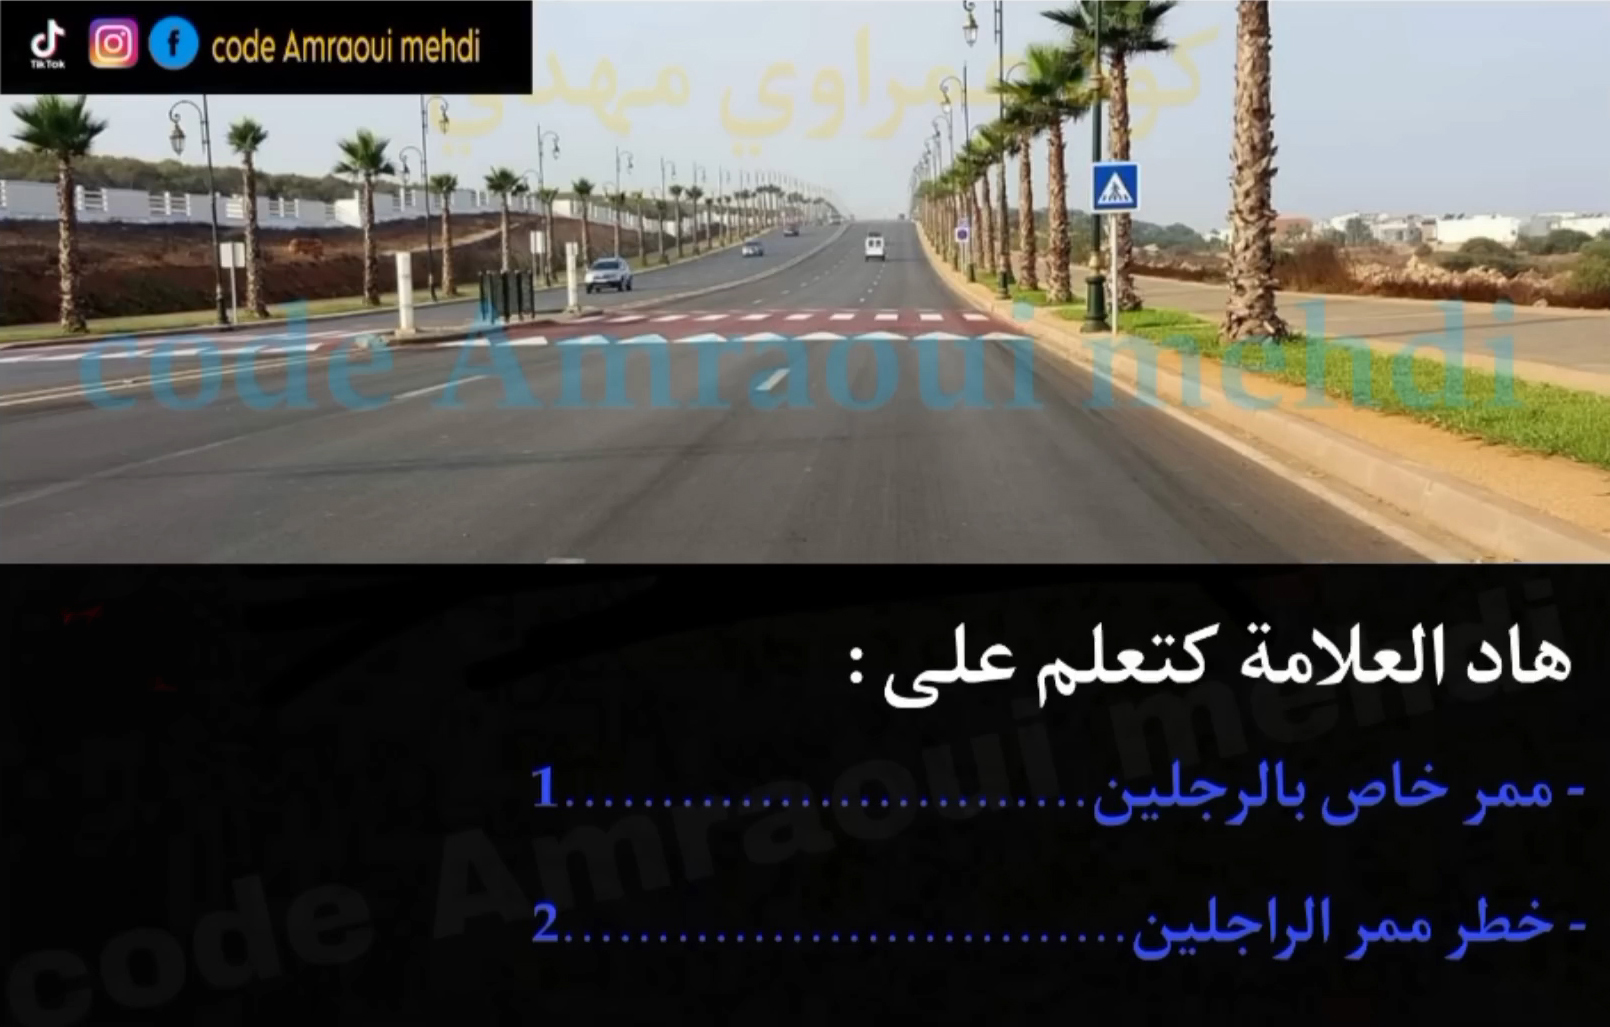 TikTok
code Amraoui mehdi
كود عمراوي مهدي
code Amraoui mehdi
هاد العلامة كتعلم على :
- ممر خاص بالرجلين...........................1
- خطر ممر الراجلين.............................2
code Amraoui mehdi